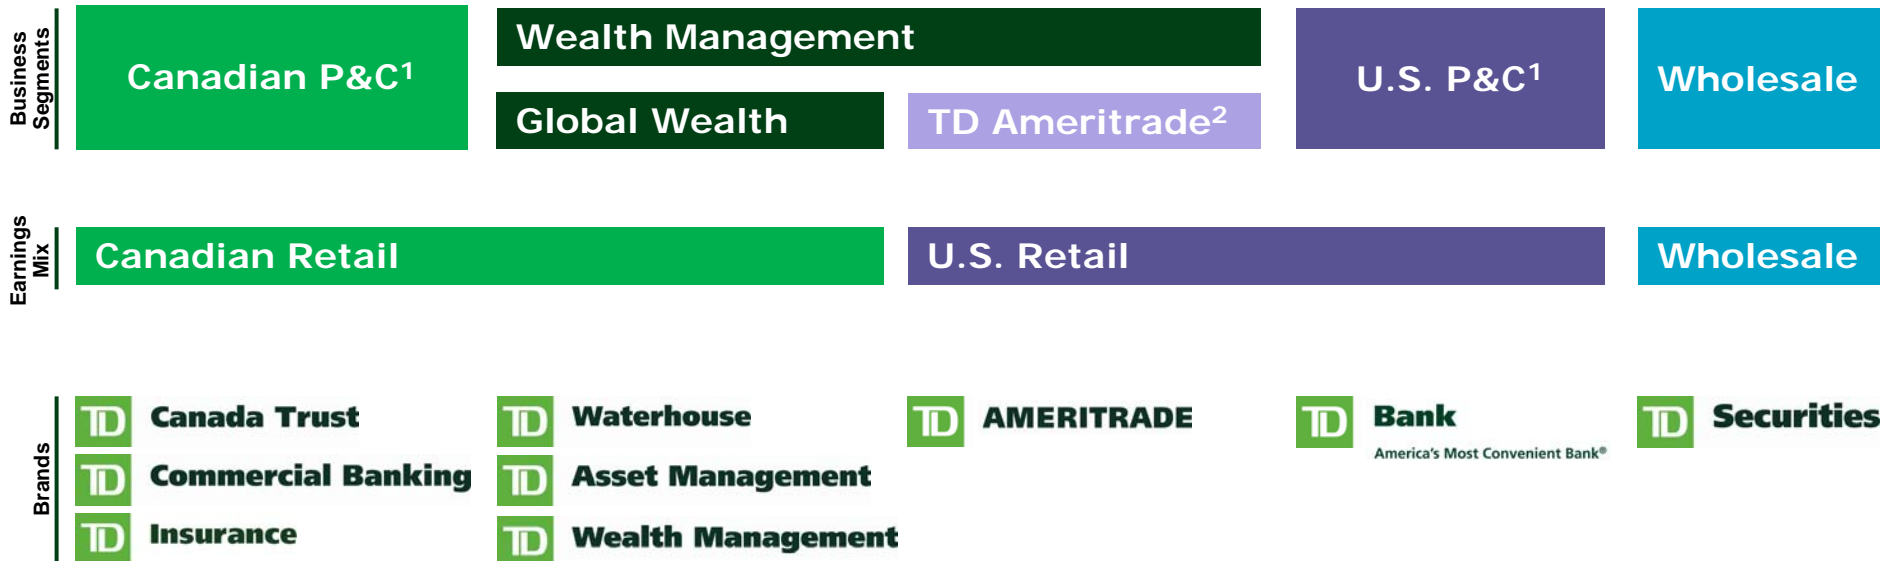 Business
Segments
Canadian P&C¹
Wealth Management
Global Wealth
TD Ameritrade²
U.S. P&C¹
Wholesale
Earnings
Mix
Canadian Retail
U.S. Retail
Wholesale
Brands
TD Canada Trust
TD Commercial Banking
TD Insurance
TD Waterhouse
TD Asset Management
TD Wealth Management
TD AMERITRADE
TD Bank
America's Most Convenient Bank®
TD Securities